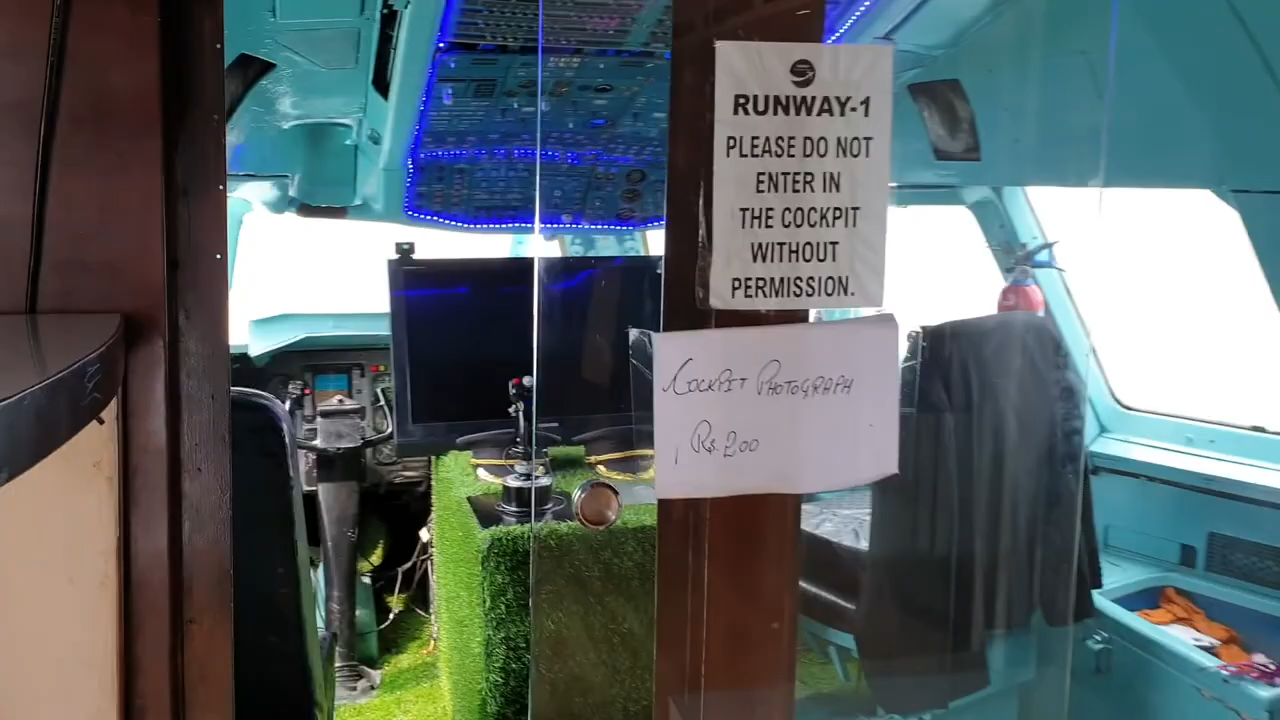 RUNWAY-1
PLEASE DO NOT
ENTER IN
THE COCKPIT
WITHOUT
PERMISSION.
COCKPIT PHOTOGRAPH
Rs. 200